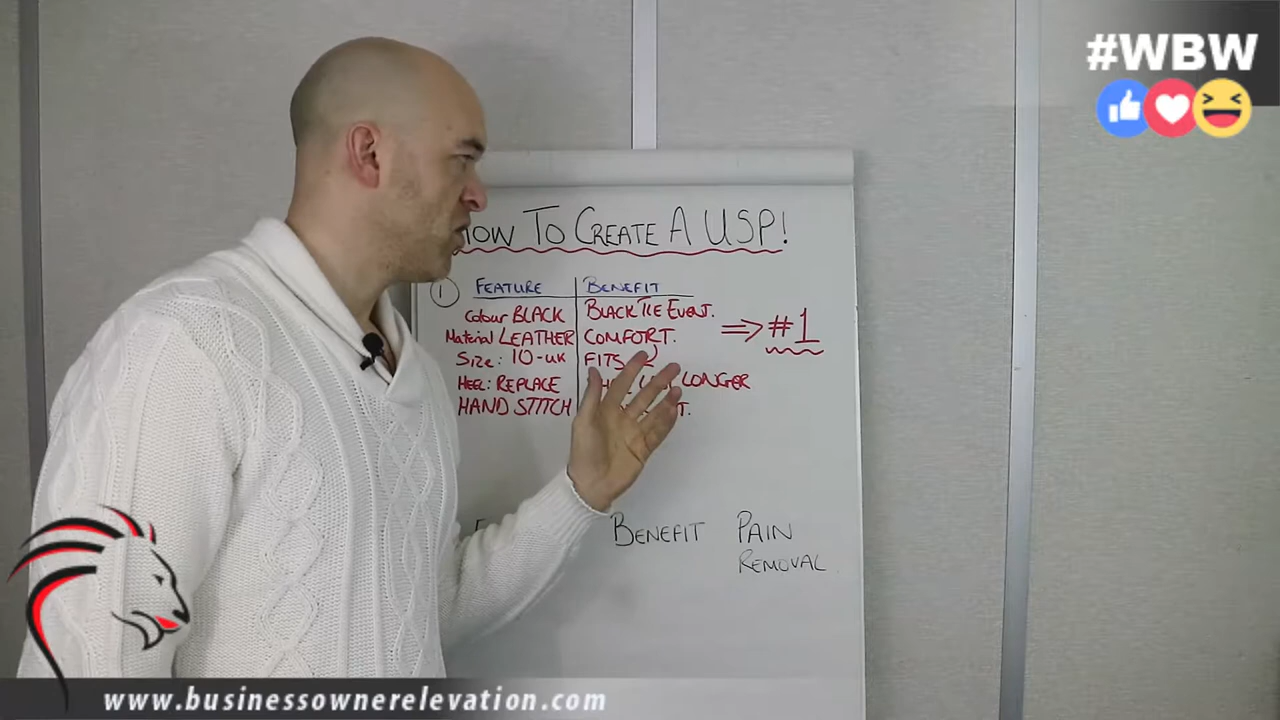 #WBW
HOW TO CREATE A USP!
1 FEATURE BENEFIT
Colour BLACK BLACK TIE EVENT.
Material LEATHER COMFORT.
Size: 10-UK FITS
HEEL: REPLACE LONGER
HAND STITCH
=> #1
BENEFIT PAIN
REMOVAL
www.businessownerelevation.com